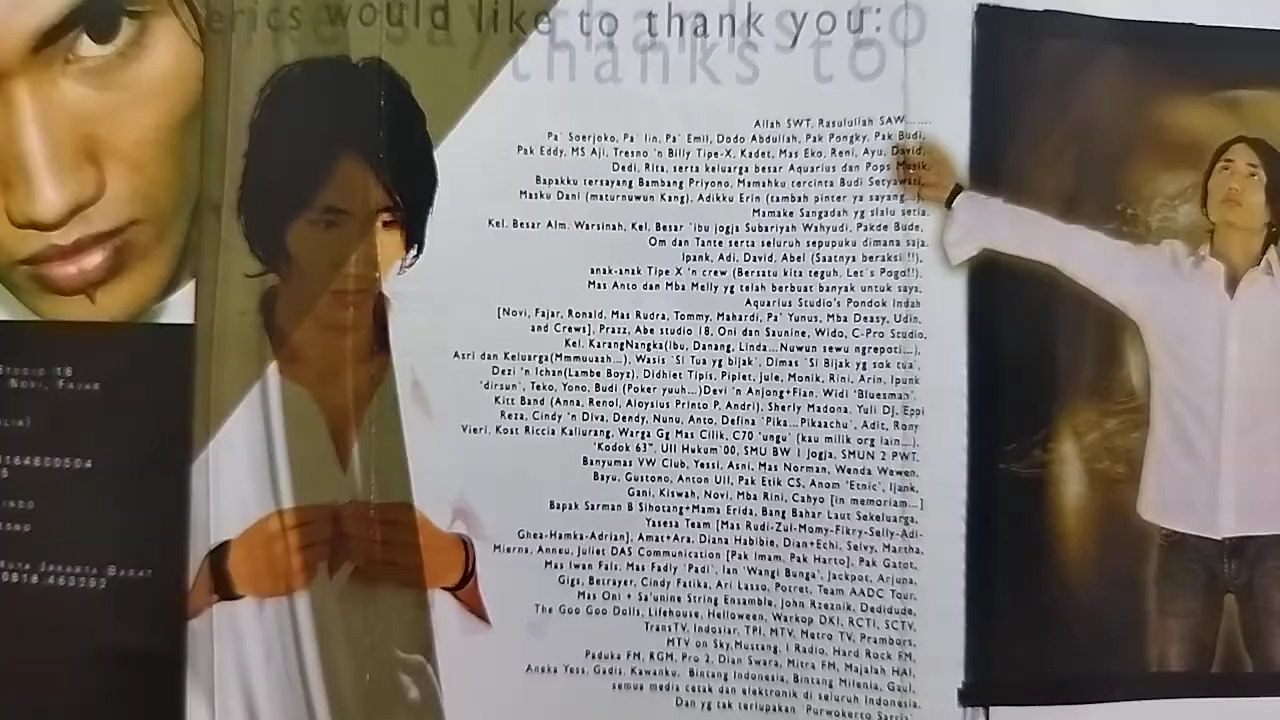 erics would like to thank you:
thanks to
Allah SWT, Rasulullah SAW......
Pa' Soerjoko, Pa' Iin, Pa' Emil, Dodo Abdullah, Pak Pongky, Pak Budi,
Pak Eddy, MS Aji, Tresno 'n Billy Tipe-X, Kadet, Mas Eko, Reni, Ayu, David,
Dedi, Rita, serta keluarga besar Aquarius dan Pops Musik.
Bapakku tersayang Bambang Priyono, Mamahku tercinta Budi Setyawati,
Masku Dani (maturnuwun Kang), Adikku Erin (tambah pinter ya sayang...),
Mamake Sangadah yg slalu setia.
Kel. Besar Alm. Warsinah, Kel. Besar 'ibu jogja Subariyah Wahyudi, Pakde Bude,
Om dan Tante serta seluruh sepupuku dimana saja.
Ipank, Adi, David, Abel (Saatnya beraksi !!),
anak-anak Tipe X 'n crew (Bersatu kita teguh, Let's Pogo!!).
Mas Anto dan Mba Melly yg telah berbuat banyak untuk saya,
Aquarius Studio's Pondok Indah
[Novi, Fajar, Ronald, Mas Rudra, Tommy, Mahardi, Pa' Yunus, Mba Deasy, Udin,
and Crews], Prazz, Abe studio 18, Oni dan Saunine, Wido, C-Pro Studio,
Kel. KarangNangka(Ibu, Danang, Linda...Nuwun sewu ngrepoti...),
Asri dan Keluarga(Mmmuuaah...), Wasis 'Si Tua yg bijak', Dimas 'Si Bijak yg sok tua',
Dezi 'n Ichan(Lambe Boyz), Didhiet Tipis, Pipiet, Jule, Monik, Rini, Arin, Ipunk
'dirsun', Teko, Yono, Budi (Poker yuuh...)Devi 'n Anjong+Fian, Widi 'Bluesman',
Kitt Band (Anna, Renol, Aloysius Printo P, Andri), Sherly Madona, Yuli DJ, Eppi
Reza, Cindy 'n Diva, Dendy, Nunu, Anto, Defina 'Pika...Pikaachu', Adit, Rony
Vieri, Kost Riccia Kaliurang, Warga Gg Mas Cilik, C70 'ungu' (kau milik org lain...),
'Kodok 63", UII Hukum'00, SMU BW I Jogja, SMUN 2 PWT,
Banyumas VW Club, Yessi, Asni, Mas Norman, Wenda Wewen,
Bayu, Gustono, Anton UII, Pak Etik CS, Anom 'Etnic', Ijank,
Gani, Kiswah, Novi, Mba Rini, Cahyo [in memoriam...]
Bapak Sarman B Sihotang+Mama Erida, Bang Bahar Laut Sekeluarga,
Yasesa Team [Mas Rudi-Zul-Momy-Fikry-Selly-Adi-
Ghea-Hamka-Adrian], Amat+Ara, Diana Habibie, Dian+Echi, Selvy, Martha,
Mierna, Anneu, Juliet DAS Communication [Pak Imam, Pak Harto], Pak Gatot,
Mas Iwan Fals, Mas Fadly 'Padi', Ian 'Wangi Bunga', Jackpot, Arjuna,
Gigs, Betrayer, Cindy Fatika, Ari Lasso, Potret, Team AADC Tour,
Mas Oni + Sa'unine String Ensamble, John Rzeznik, Dedidude,
The Goo Goo Dolls, Lifehouse, Helloween, Warkop DKI, RCTI, SCTV,
TransTV, Indosiar, TPI, MTV, Metro TV, Prambors,
MTV on Sky,Mustang, I Radio, Hard Rock FM,
Paduka FM, RGM, Pro 2, Dian Swara, Mitra FM, Majalah HAI,
Aneka Yess, Gadis, Kawanku, Bintang Indonesia, Bintang Milenia, Gaul,
semua media cetak dan elektronik di seluruh Indonesia.
Dan yg tak terlupakan 'Purwokerto Satria'
Studio 18
Novi, Fajar